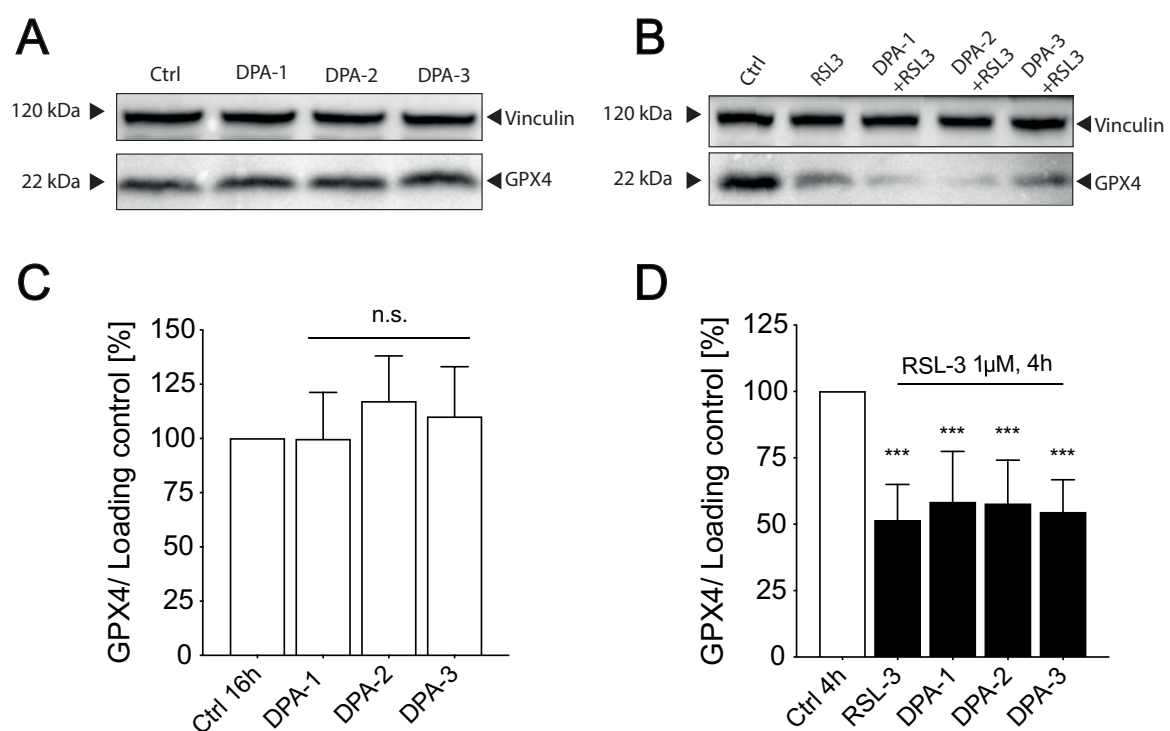 A
Ctrl DPA-1 DPA-2 DPA-3
120 kDa Vinculin
22 kDa GPX4
B
Ctrl RSL3 DPA-1 +RSL3 DPA-2 +RSL3 DPA-3 +RSL3
120 kDa Vinculin
22 kDa GPX4
C
GPX4/ Loading control [%]
n.s.
150
125
100
75
50
25
0
Ctrl 16h DPA-1 DPA-2 DPA-3
D
GPX4/ Loading control [%]
125
RSL-3 1µM, 4h
100
*** *** *** ***
75
50
25
0
Ctrl 4h RSL-3 DPA-1 DPA-2 DPA-3